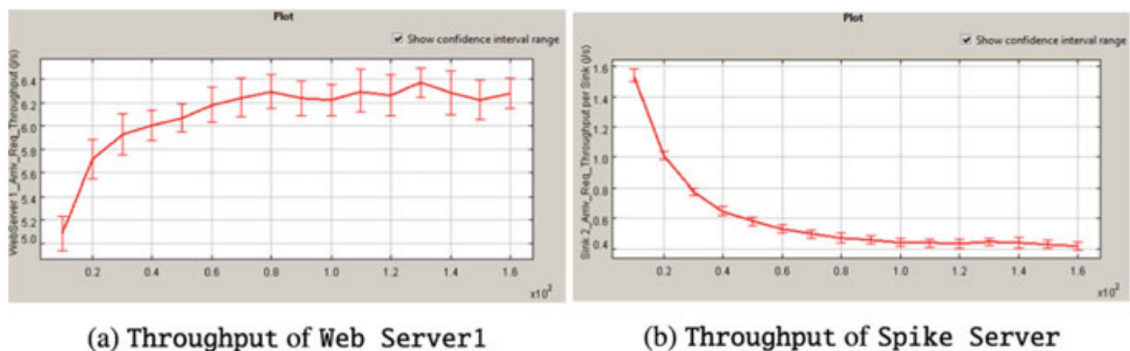 Plot
Show confidence interval range
WebServer 1_Arriv_Req_Throughput (j/s)
6.4
6.2
6.0
5.8
5.6
5.4
5.2
5.0
0.2 0.4 0.6 0.8 1.0 1.2 1.4 1.6
x10²
(a) Throughput of Web Server1
Plot
Show confidence interval range
Sink 2_Arriv_Req_Throughput per Sink (j/s)
1.6
1.4
1.2
1.0
0.8
0.6
0.4
0.2 0.4 0.6 0.8 1.0 1.2 1.4 1.6
x10²
(b) Throughput of Spike Server